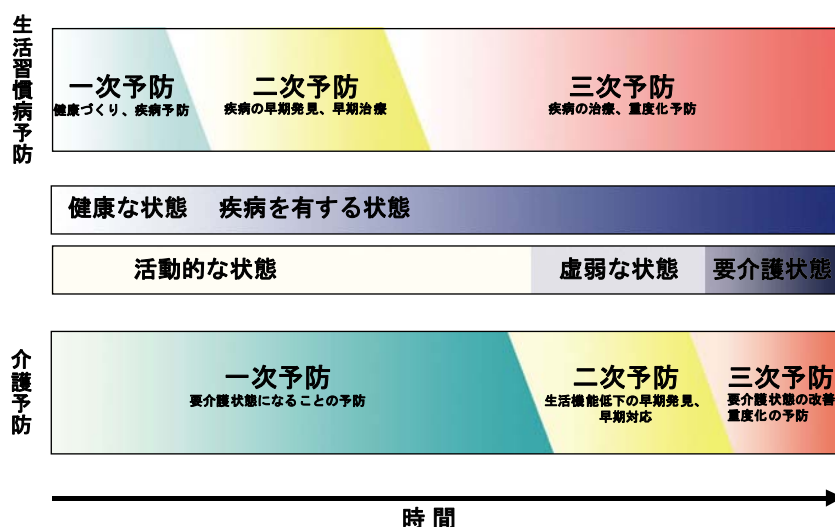 生活習慣病予防
一次予防
健康づくり、疾病予防
二次予防
疾病の早期発見、早期治療
三次予防
疾病の治療、重度化予防
健康な状態 疾病を有する状態
活動的な状態 虚弱な状態 要介護状態
介護予防
一次予防
要介護状態になることの予防
二次予防
生活機能低下の早期発見、
早期対応
三次予防
要介護状態の改善
重度化の予防
時間